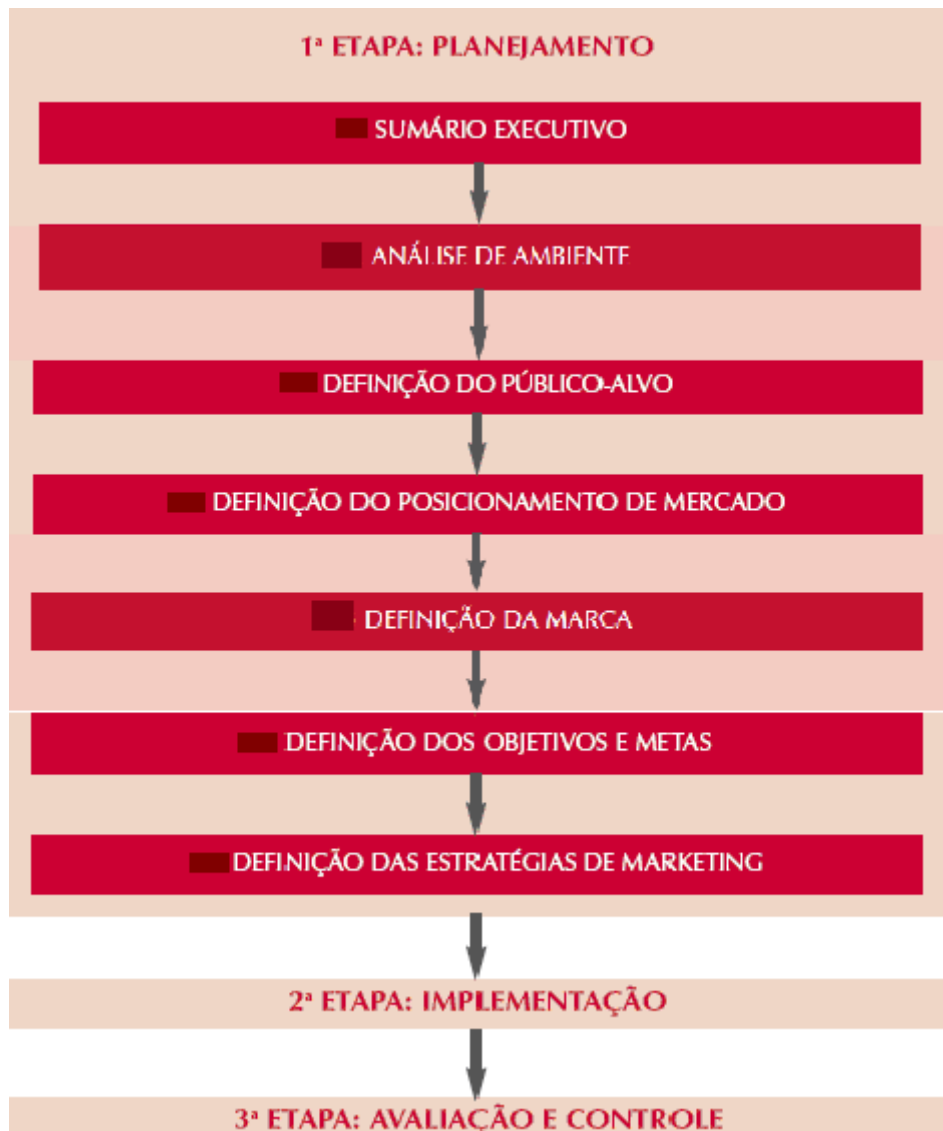 1ª ETAPA: PLANEJAMENTO
SUMÁRIO EXECUTIVO
ANÁLISE DE AMBIENTE
DEFINIÇÃO DO PÚBLICO-ALVO
DEFINIÇÃO DO POSICIONAMENTO DE MERCADO
DEFINIÇÃO DA MARCA
DEFINIÇÃO DOS OBJETIVOS E METAS
DEFINIÇÃO DAS ESTRATÉGIAS DE MARKETING
2ª ETAPA: IMPLEMENTAÇÃO
3ª ETAPA: AVALIAÇÃO E CONTROLE